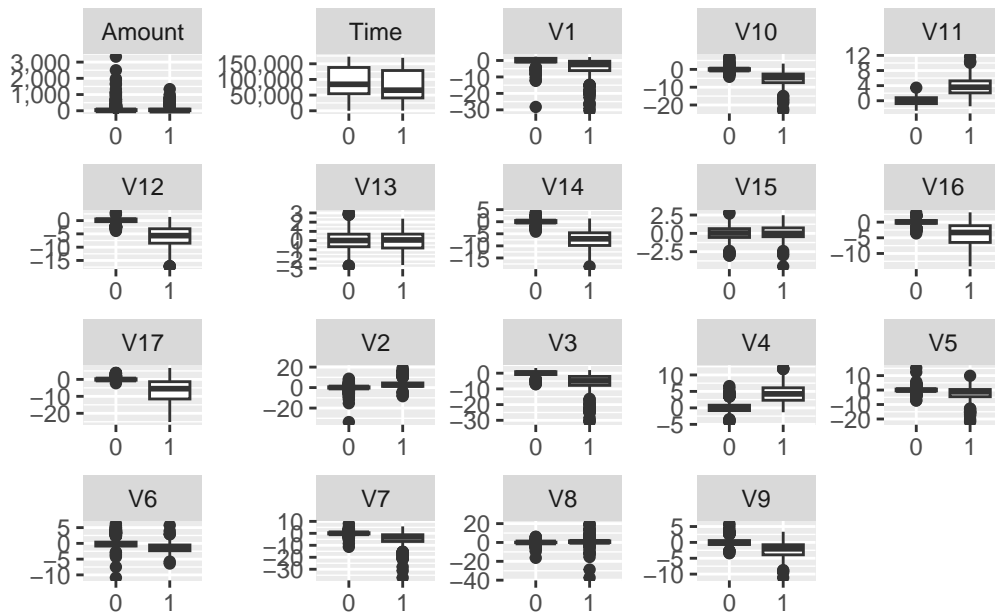 Amount Time V1 V10 V11
3,000 2,000 1,000 0
150,000 100,000 50,000 0
0 −10 −20 −30
0 −10 −20
12 8 4 0
0 1 0 1 0 1 0 1 0 1
V12 V13 V14 V15 V16
0 −5 −10 −15
3 2 1 0 −1 −2 −3
5 0 −5 −10 −15
2.5 0.0 −2.5
0 −5 −10
0 1 0 1 0 1 0 1 0 1
V17 V2 V3 V4 V5
0 −10 −20
20 0 −20
0 −10 −20 −30
10 5 0 −5
10 0 −10 −20
0 1 0 1 0 1 0 1 0 1
V6 V7 V8 V9
5 0 −5 −10
10 0 −10 −20 −30
20 0 −20 −40
5 0 −5 −10
0 1 0 1 0 1 0 1